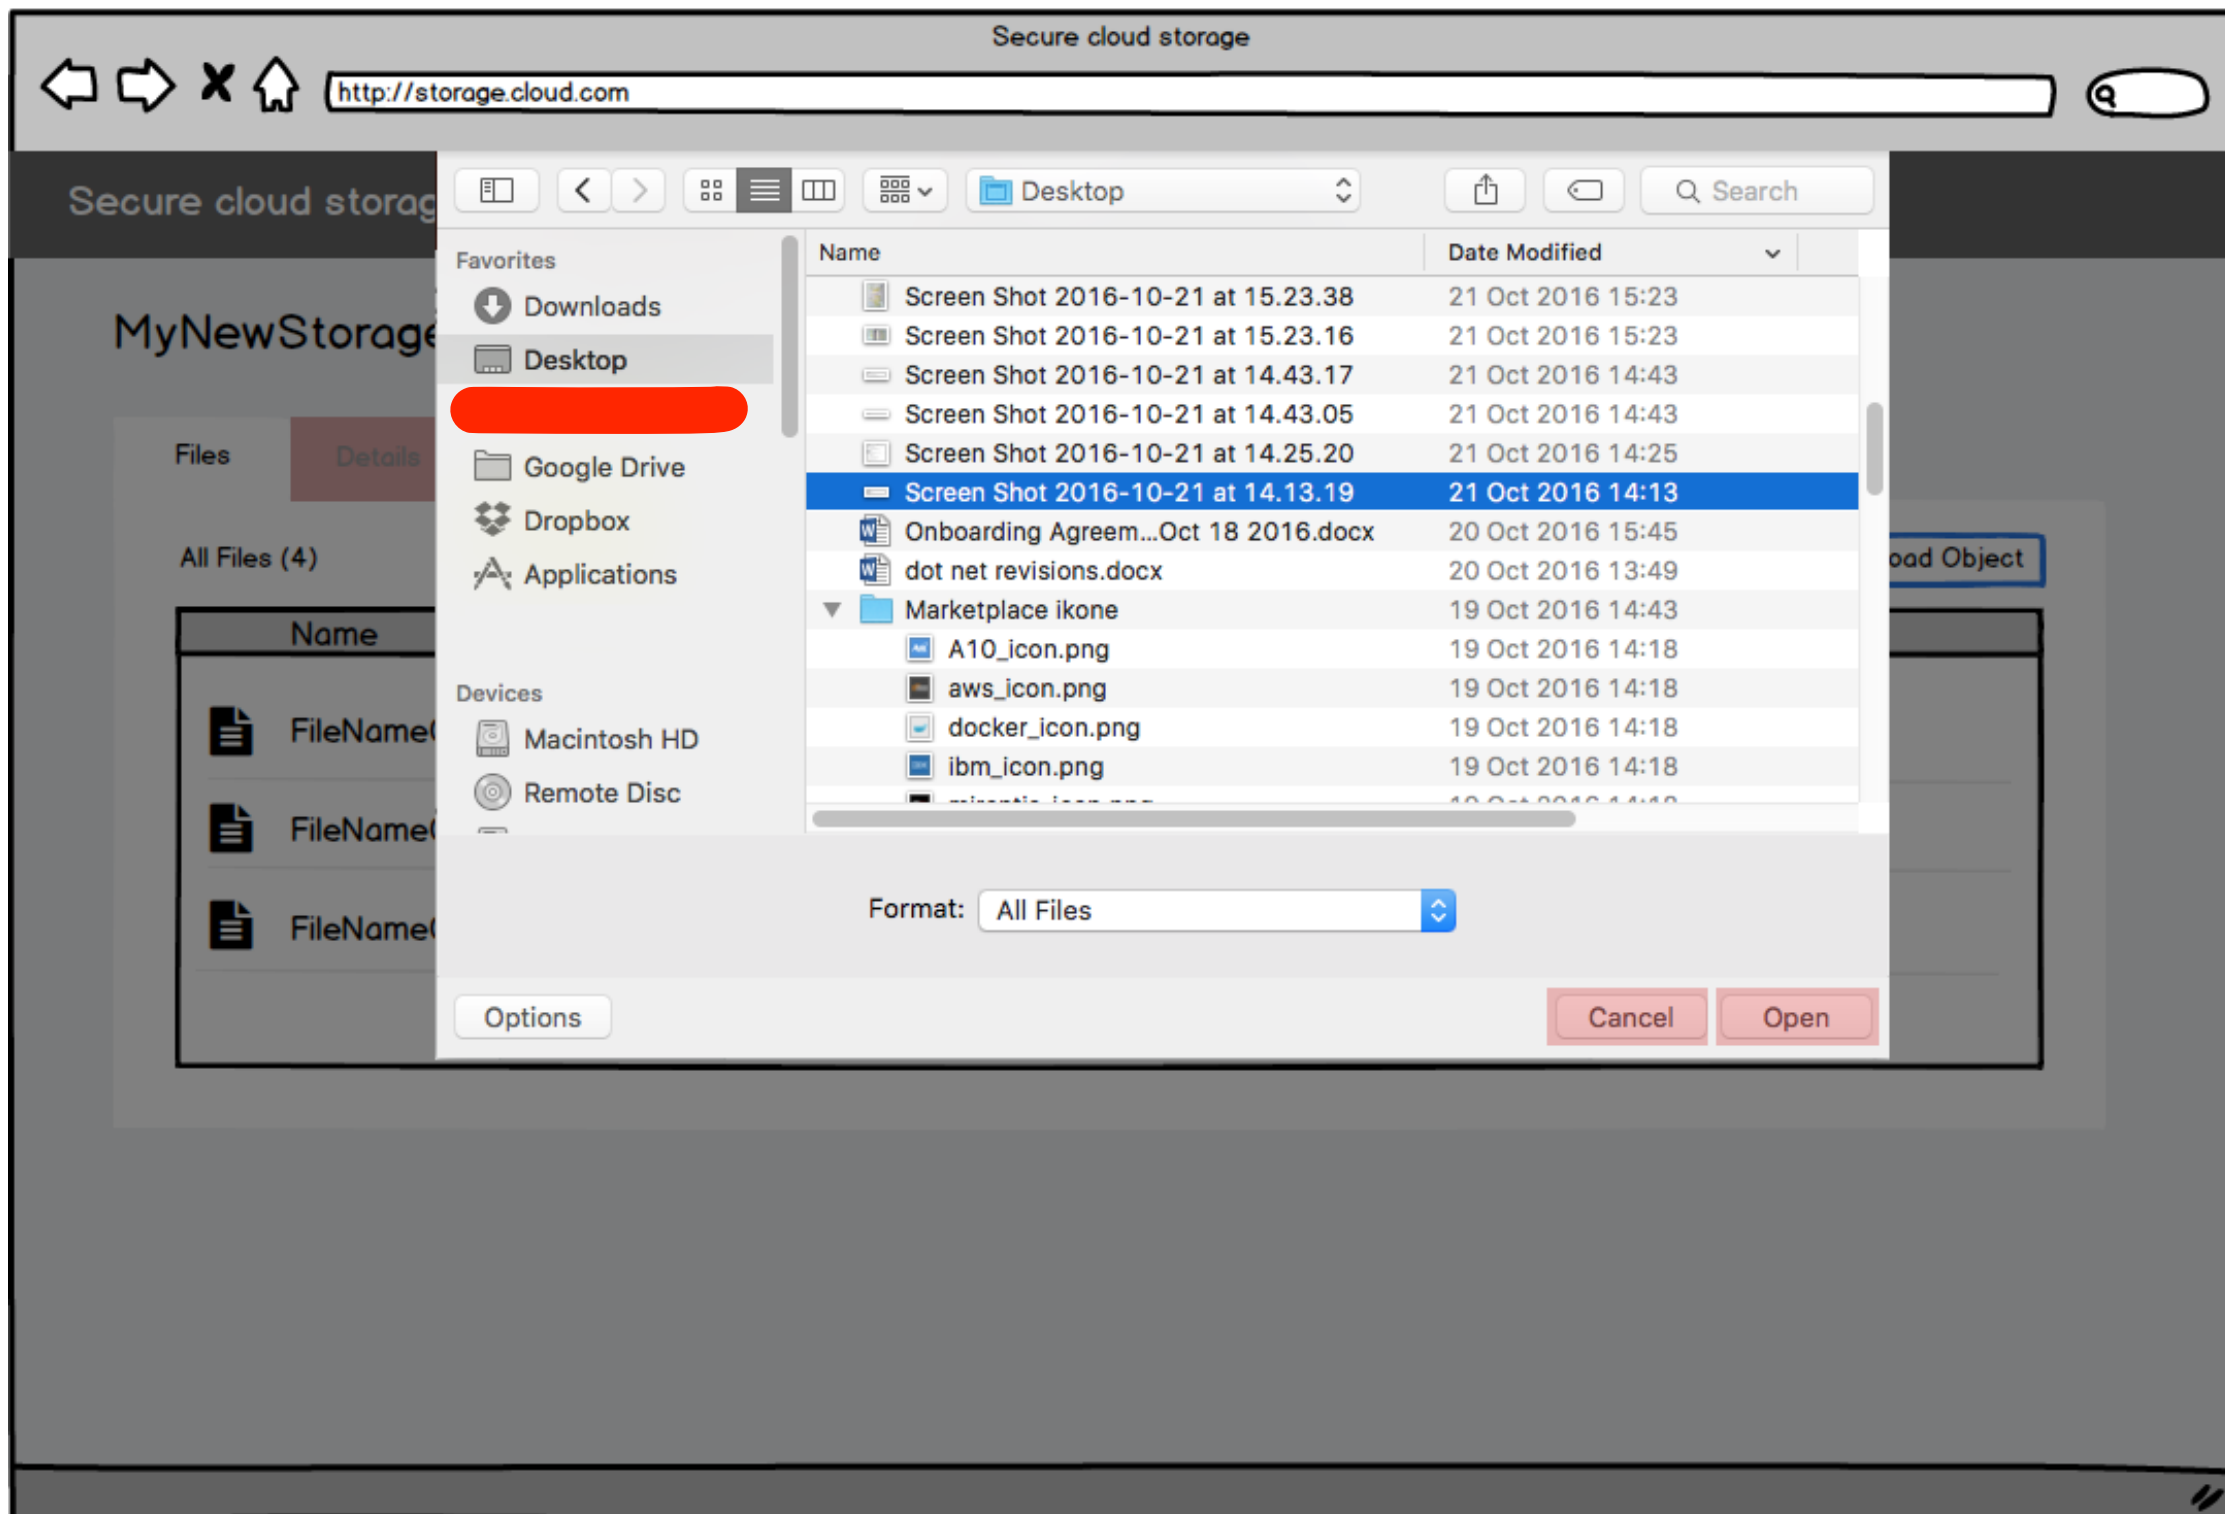 Secure cloud storage
http://storage.cloud.com
Secure cloud storag
Desktop
Search
MyNewStorage
Files
Details
All Files (4)
oad Object
Name
FileName
FileName
FileName
Favorites
Downloads
Desktop
Google Drive
Dropbox
Applications
Devices
Macintosh HD
Remote Disc
Name Date Modified
Screen Shot 2016-10-21 at 15.23.38 21 Oct 2016 15:23
Screen Shot 2016-10-21 at 15.23.16 21 Oct 2016 15:23
Screen Shot 2016-10-21 at 14.43.17 21 Oct 2016 14:43
Screen Shot 2016-10-21 at 14.43.05 21 Oct 2016 14:43
Screen Shot 2016-10-21 at 14.25.20 21 Oct 2016 14:25
Screen Shot 2016-10-21 at 14.13.19 21 Oct 2016 14:13
Onboarding Agreem...Oct 18 2016.docx 20 Oct 2016 15:45
dot net revisions.docx 20 Oct 2016 13:49
Marketplace ikone 19 Oct 2016 14:43
A10_icon.png 19 Oct 2016 14:18
aws_icon.png 19 Oct 2016 14:18
docker_icon.png 19 Oct 2016 14:18
ibm_icon.png 19 Oct 2016 14:18
Format: All Files
Options
Cancel
Open